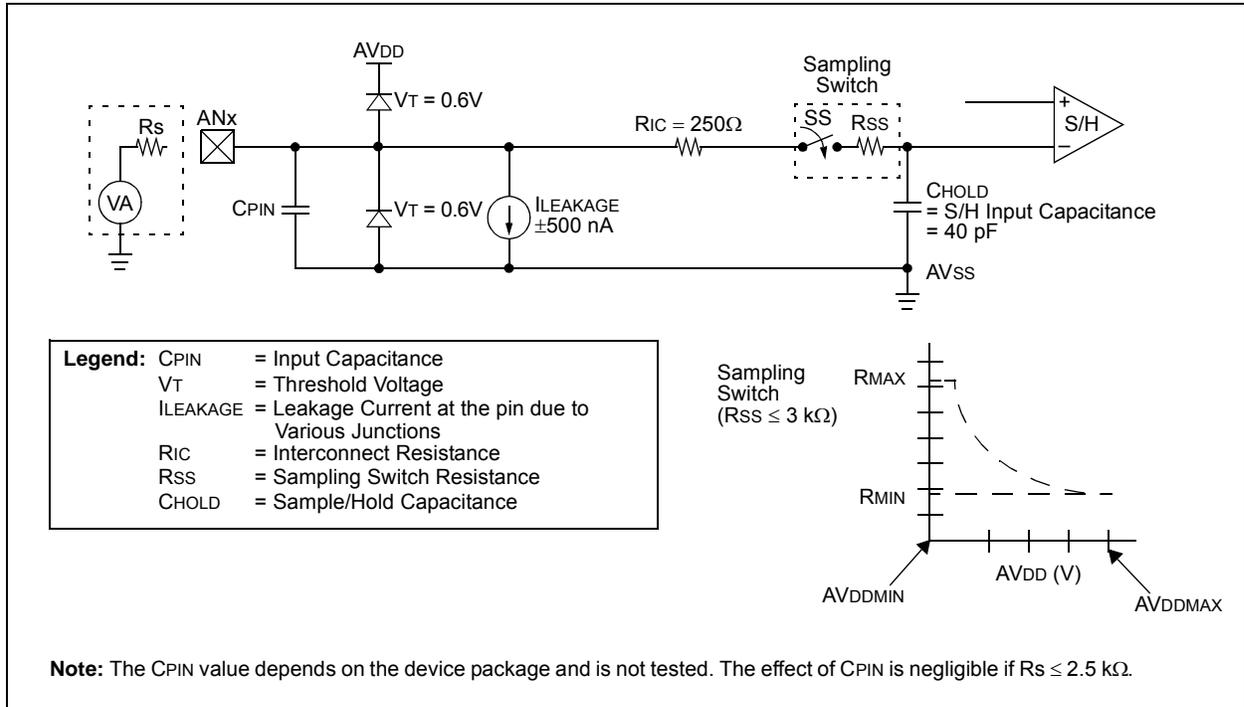 AVDD
Sampling
Switch
VT = 0.6V
ANx
Rs
RIC = 250Ω
SS
RSS
+
S/H
–
VA
CPIN
VT = 0.6V
ILEAKAGE
±500 nA
CHOLD
= S/H Input Capacitance
= 40 pF
AVSS
Legend: CPIN = Input Capacitance
VT = Threshold Voltage
ILEAKAGE = Leakage Current at the pin due to
Various Junctions
RIC = Interconnect Resistance
RSS = Sampling Switch Resistance
CHOLD = Sample/Hold Capacitance
Sampling
Switch
(RSS ≤ 3 kΩ)
RMAX
RMIN
AVDDMIN
AVDD (V)
AVDDMAX
Note: The CPIN value depends on the device package and is not tested. The effect of CPIN is negligible if Rs ≤ 2.5 kΩ.